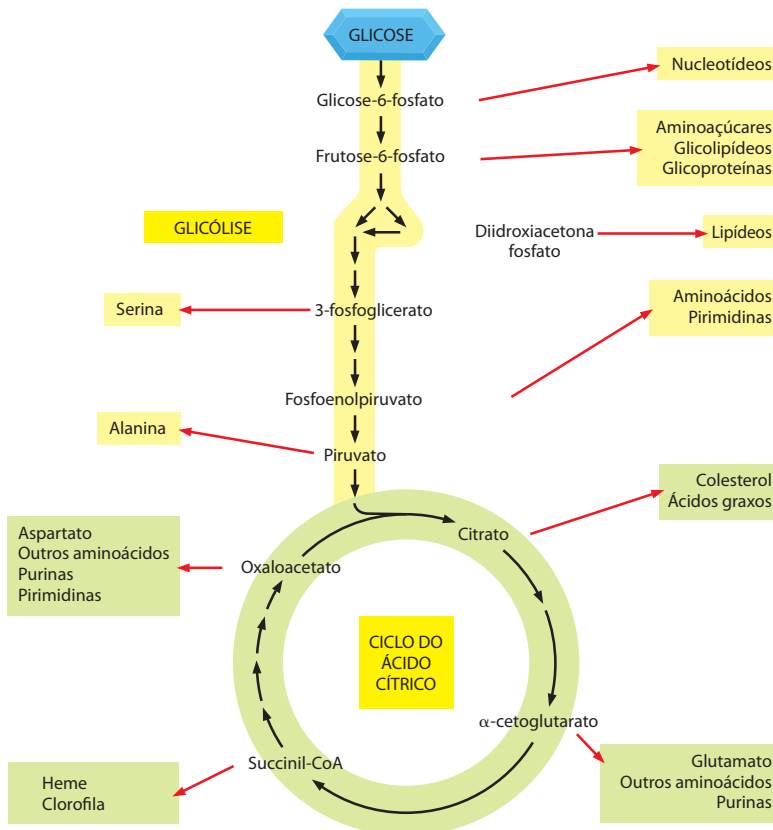 GLICOSE
Nucleotídeos
Glicose-6-fosfato
Aminoaçúcares
Glicolipídeos
Glicoproteínas
Frutose-6-fosfato
GLICÓLISE
Diidroxiacetona
fosfato
Lipídeos
Serina
3-fosfoglicerato
Aminoácidos
Pirimidinas
Fosfoenolpiruvato
Alanina
Piruvato
Colesterol
Ácidos graxos
Aspartato
Outros aminoácidos
Purinas
Pirimidinas
Oxaloacetato
Citrato
CICLO DO
ÁCIDO
CÍTRICO
α-cetoglutarato
Succinil-CoA
Heme
Clorofila
Glutamato
Outros aminoácidos
Purinas